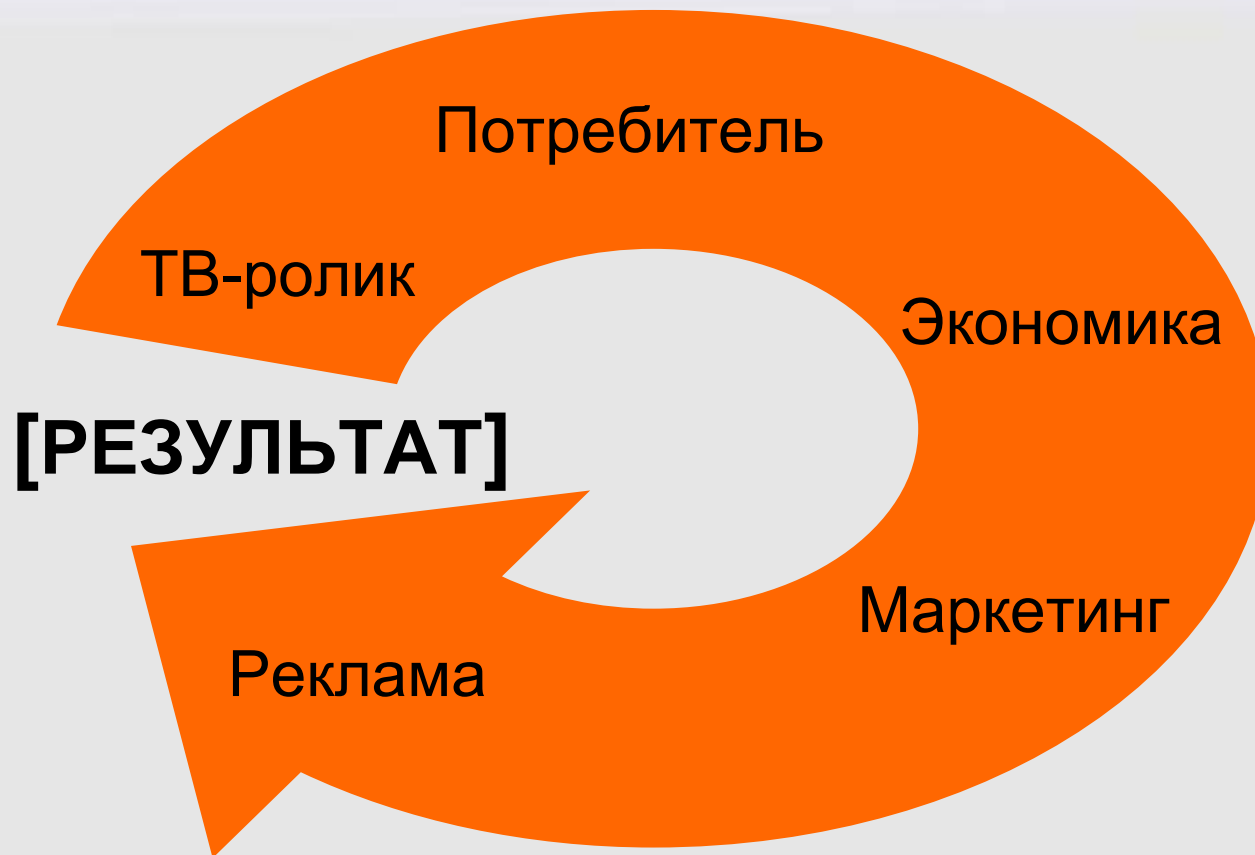 Потребитель
ТВ-ролик
Экономика
[РЕЗУЛЬТАТ]
Маркетинг
Реклама